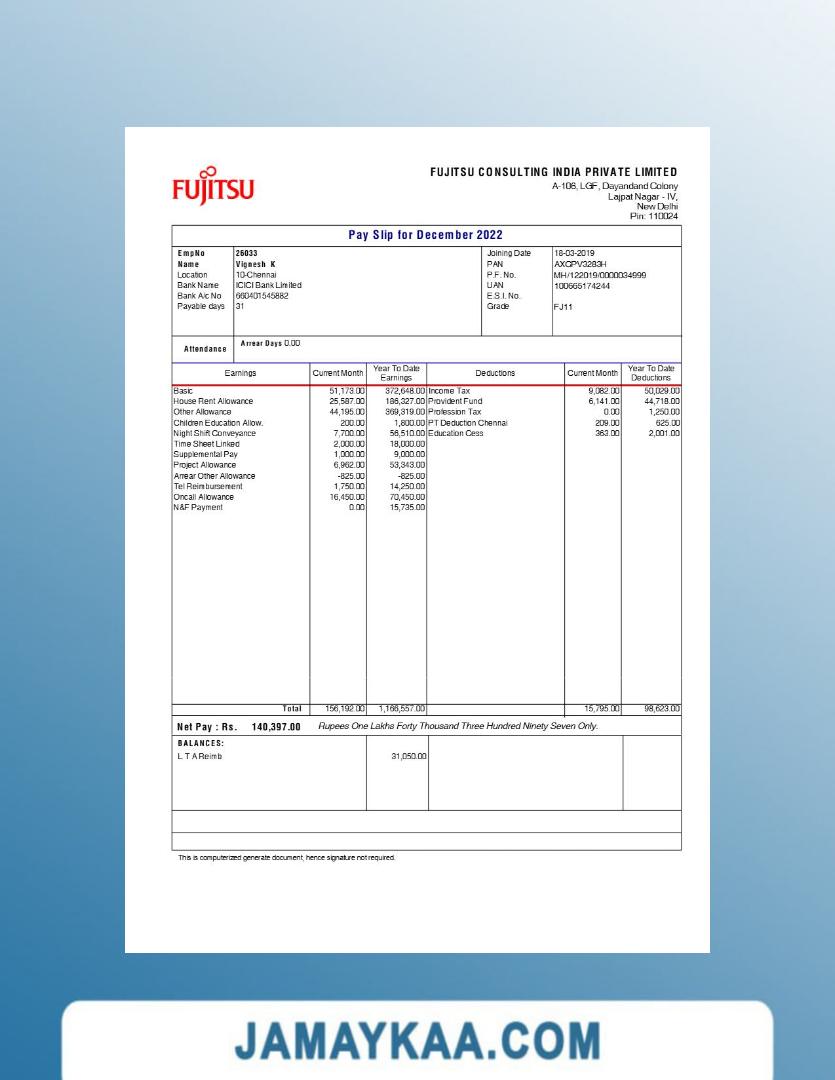 FUJITSU
FUJITSU CONSULTING INDIA PRIVATE LIMITED
A-106, LGF, Dayandand Colony
Lajpat Nagar - IV,
New Delhi
Pin: 110024
Pay Slip for December 2022
EmpNo 26033 Joining Date 18-03-2019
Name Vignesh K PAN AXGPV3283H
Location 10-Chennai P.F. No. MH/122019/0000034999
Bank Name ICICI Bank Limited UAN 100665174244
Bank A/c No 660401545882 E.S.I. No.
Payable days 31 Grade FJ11
Attendance Arrear Days 0.00
Earnings Current Month Year To Date Earnings Deductions Current Month Year To Date Deductions
Basic 51,173.00 372,648.00 Income Tax 9,082.00 50,029.00
House Rent Allowance 25,587.00 186,327.00 Provident Fund 6,141.00 44,718.00
Other Allowance 44,195.00 369,319.00 Profession Tax 0.00 1,250.00
Children Education Allow. 200.00 1,800.00 PT Deduction Chennai 209.00 625.00
Night Shift Conveyance 7,700.00 56,510.00 Education Cess 363.00 2,001.00
Time Sheet Linked 2,000.00 18,000.00
Supplemental Pay 1,000.00 9,000.00
Project Allowance 6,962.00 53,343.00
Arrear Other Allowance -825.00 -825.00
Tel Reimbursement 1,750.00 14,250.00
Oncall Allowance 16,450.00 70,450.00
N&F Payment 0.00 15,735.00
Total 156,192.00 1,166,557.00 15,795.00 98,623.00
Net Pay : Rs. 140,397.00 Rupees One Lakhs Forty Thousand Three Hundred Ninety Seven Only.
BALANCES:
L T A Reimb 31,050.00
This is computerized generate document, hence signature not required.
JAMAYKAA.COM